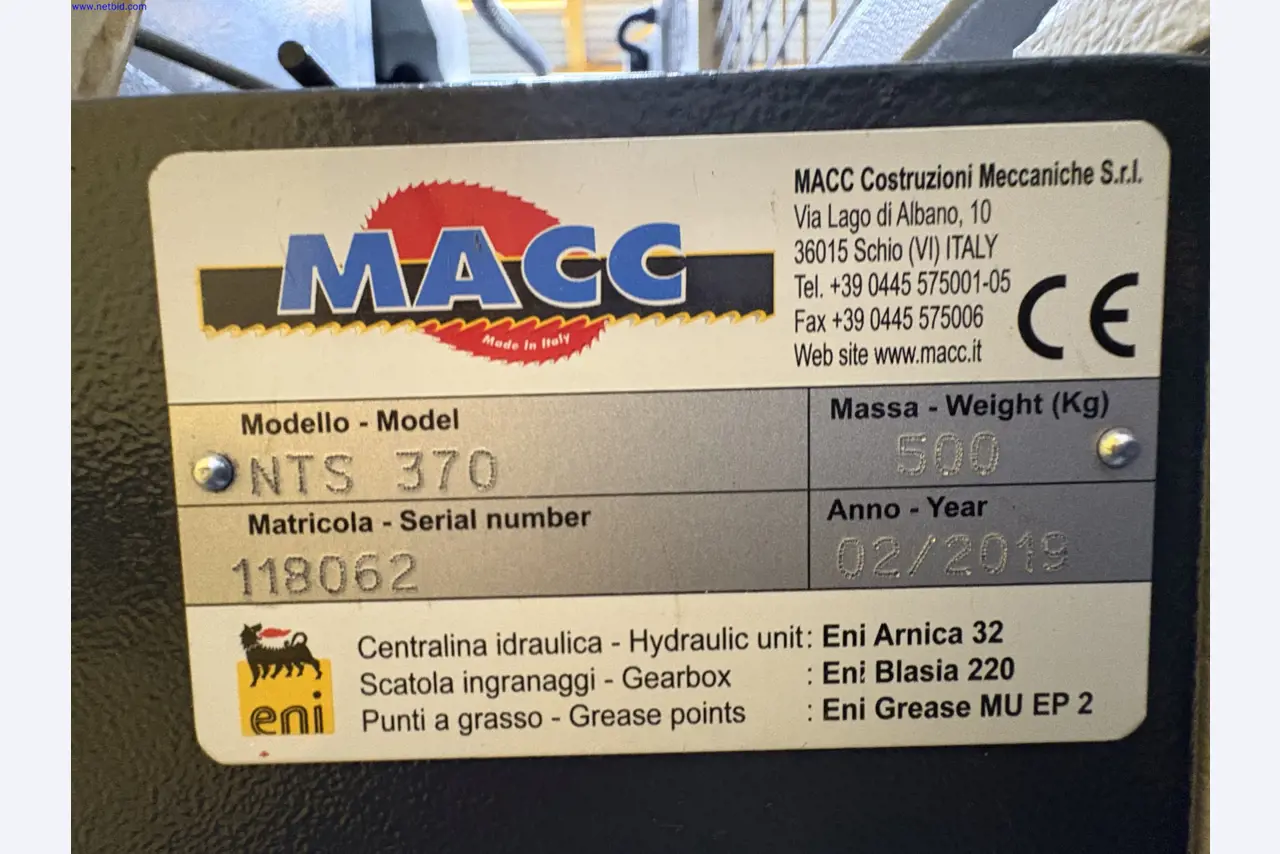 www.netbid.com
MACC
Made in Italy
MACC Costruzioni Meccaniche S.r.l.
Via Lago di Albano, 10
36015 Schio (VI) ITALY
Tel. +39 0445 575001-05
Fax +39 0445 575006
Web site www.macc.it
CE
Modello - Model
NTS 370
Massa - Weight (Kg)
500
Matricola - Serial number
118062
Anno - Year
02/2019
eni
Centralina idraulica - Hydraulic unit: Eni Arnica 32
Scatola ingranaggi - Gearbox : Eni Blasia 220
Punti a grasso - Grease points : Eni Grease MU EP 2